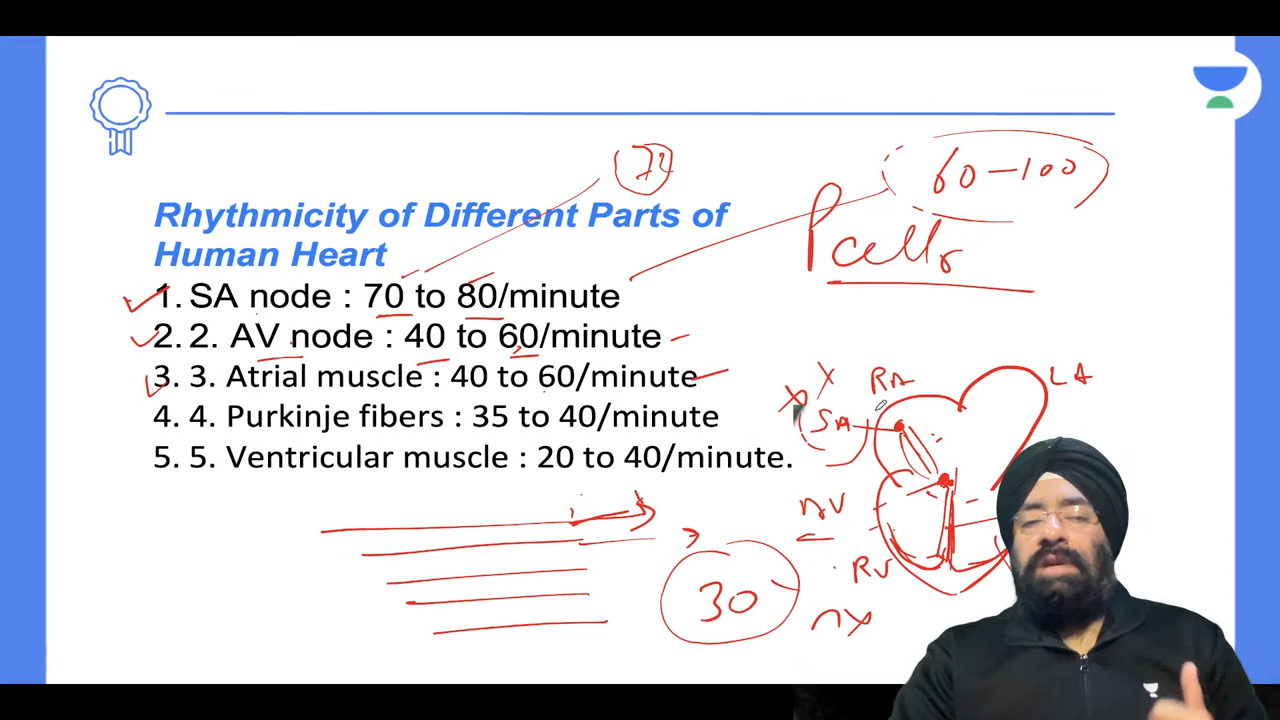 72
60-100
P cells
Rhythmicity of Different Parts of
Human Heart
1. SA node : 70 to 80/minute
2. 2. AV node : 40 to 60/minute
3. 3. Atrial muscle : 40 to 60/minute
4. 4. Purkinje fibers : 35 to 40/minute
5. 5. Ventricular muscle : 20 to 40/minute.
X
X
RA
LA
SA
AV
RV
30